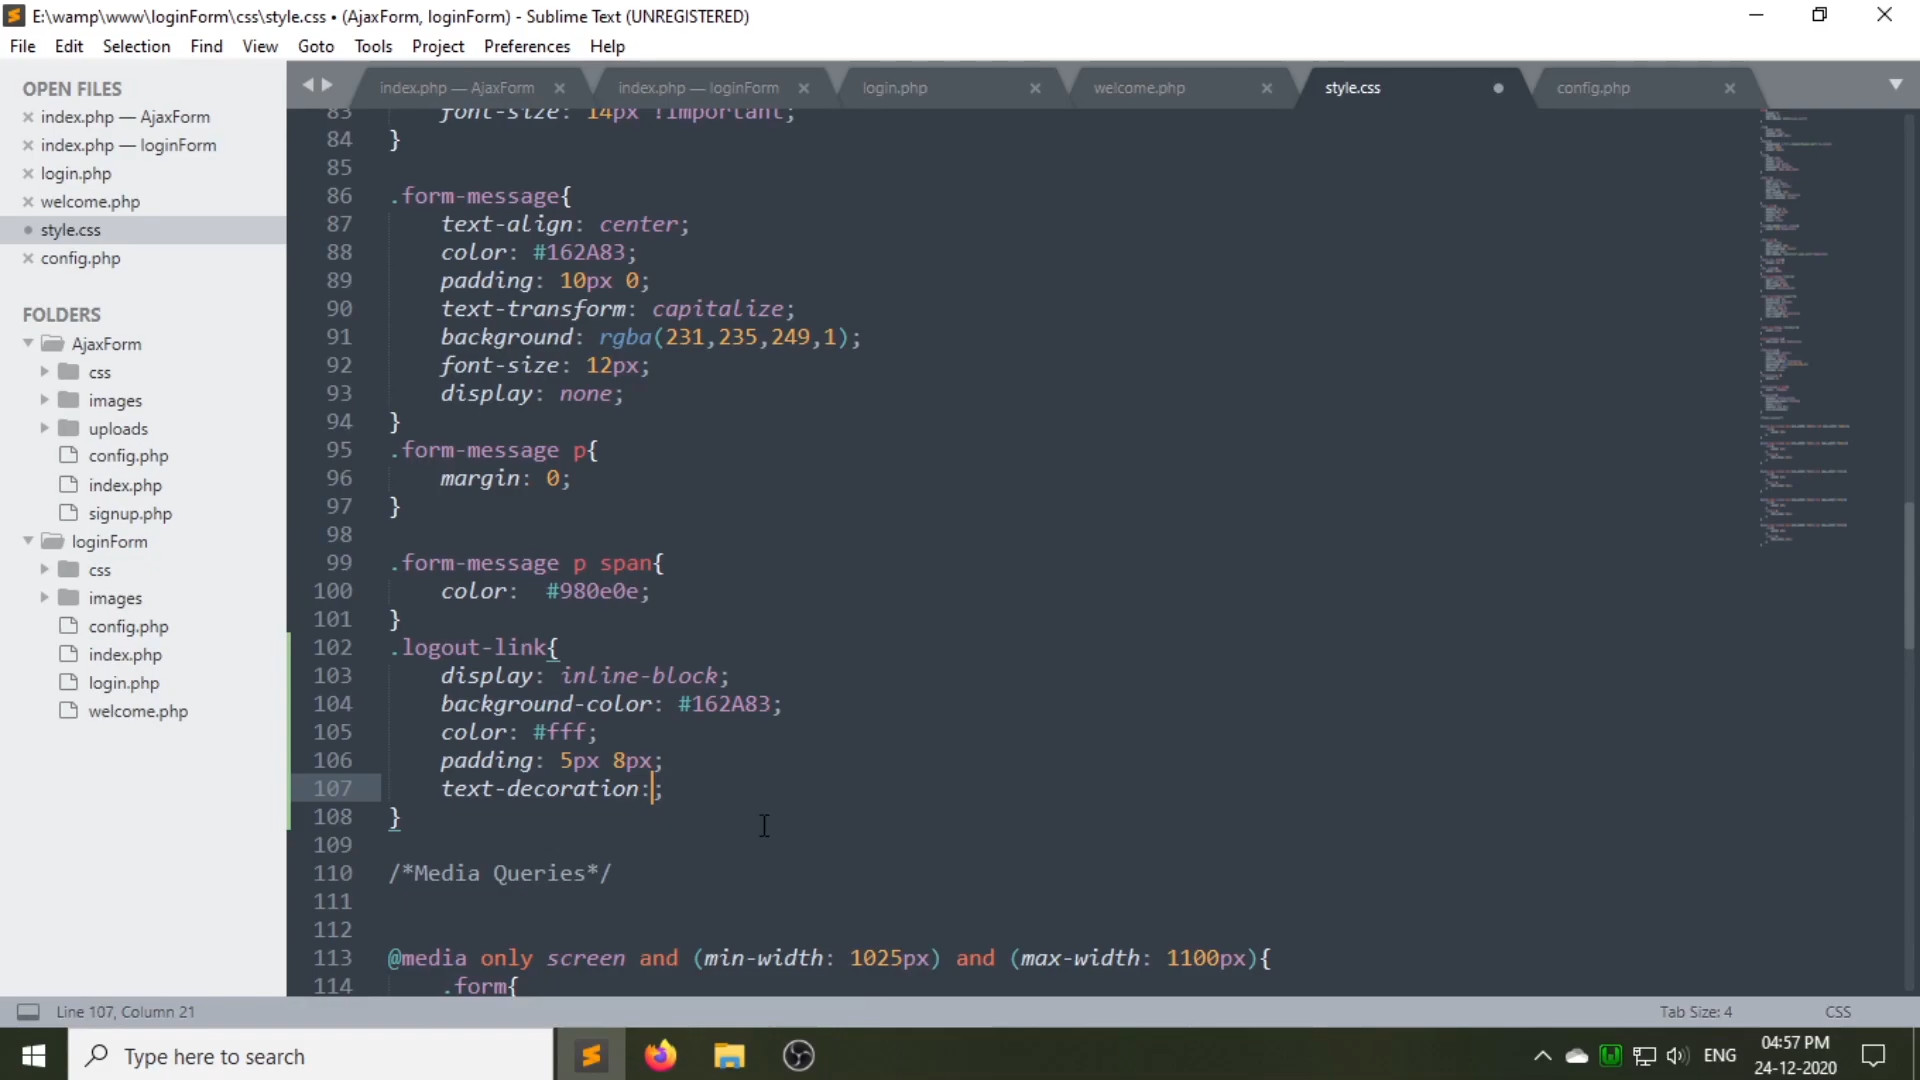 E:\wamp\www\loginForm\css\style.css • (AjaxForm, loginForm) - Sublime Text (UNREGISTERED)
File Edit Selection Find View Goto Tools Project Preferences Help
OPEN FILES
index.php — AjaxForm
index.php — loginForm
login.php
welcome.php
style.css
config.php
FOLDERS
AjaxForm
css
images
uploads
config.php
index.php
signup.php
loginForm
css
images
config.php
index.php
login.php
welcome.php
index.php — AjaxForm index.php — loginForm login.php welcome.php style.css config.php
83 font-size: 14px !important;
84 }
85
86 .form-message{
87 text-align: center;
88 color: #162A83;
89 padding: 10px 0;
90 text-transform: capitalize;
91 background: rgba(231,235,249,1);
92 font-size: 12px;
93 display: none;
94 }
95 .form-message p{
96 margin: 0;
97 }
98
99 .form-message p span{
100 color:  #980e0e;
101 }
102 .logout-link{
103 display: inline-block;
104 background-color: #162A83;
105 color: #fff;
106 padding: 5px 8px;
107 text-decoration:;
108 }
109
110 /*Media Queries*/
111
112
113 @media only screen and (min-width: 1025px) and (max-width: 1100px){
114 .form{
Line 107, Column 21 Tab Size: 4 CSS
Type here to search
ENG
04:57 PM
24-12-2020